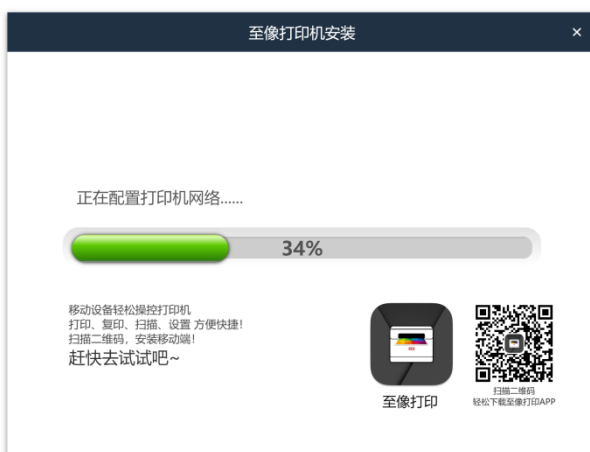 至像打印机安装
×
正在配置打印机网络......
34%
移动设备轻松操控打印机
打印、复印、扫描、设置 方便快捷!
扫描二维码，安装移动端!
赶快去试试吧~
至像打印
扫描二维码
轻松下载至像打印APP